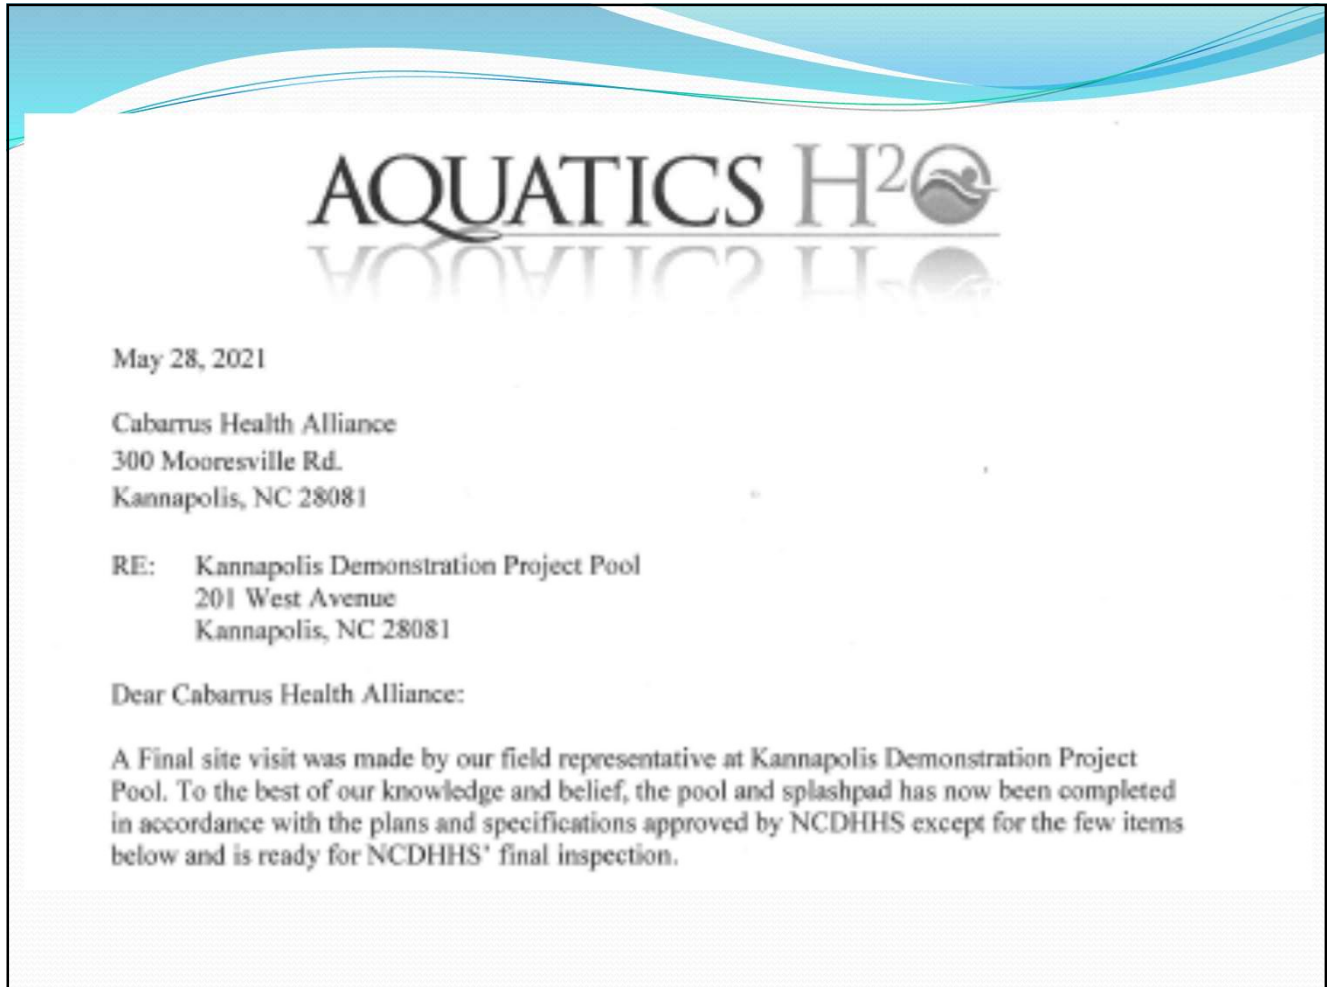 AQUATICS H²O
May 28, 2021
Cabarrus Health Alliance
300 Mooresville Rd.
Kannapolis, NC 28081
RE: Kannapolis Demonstration Project Pool
201 West Avenue
Kannapolis, NC 28081
Dear Cabarrus Health Alliance:
A Final site visit was made by our field representative at Kannapolis Demonstration Project
Pool. To the best of our knowledge and belief, the pool and splashpad has now been completed
in accordance with the plans and specifications approved by NCDHHS except for the few items
below and is ready for NCDHHS' final inspection.